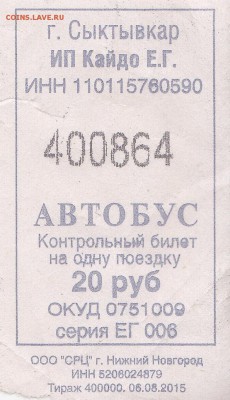 COINS.LAVE.RU
г. Сыктывкар
ИП Кайдо Е.Г.
ИНН 110115760590
400864
АВТОБУС
Контрольный билет
на одну поездку
20 руб
ОКУД 0751009
серия ЕГ 006
ООО "СРЦ" г. Нижний Новгород
ИНН 5206024879
Тираж 400000. 06.08.2015